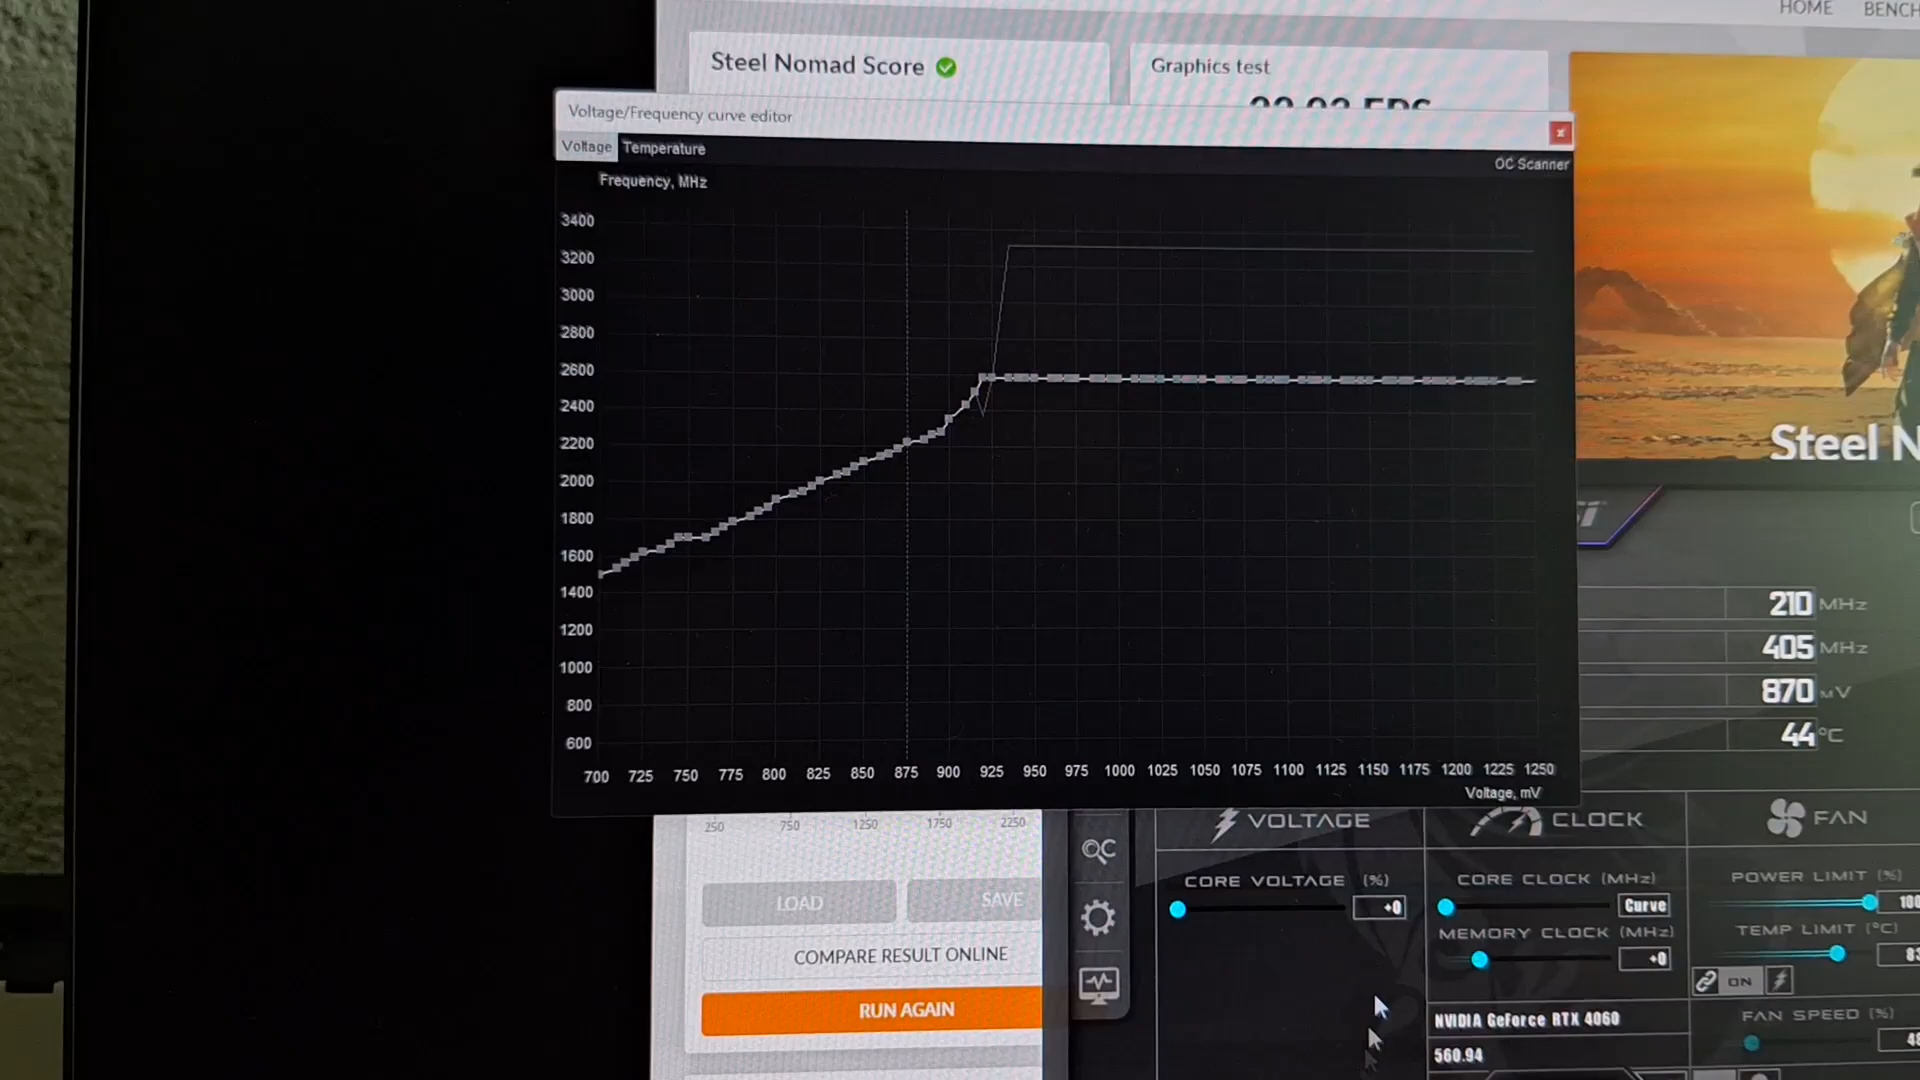 HOME
Steel Nomad Score
Graphics test
Voltage/Frequency curve editor
Voltage Temperature
OC Scanner
Frequency, MHz
3400
3200
3000
2800
2600
2400
2200
2000
1800
1600
1400
1200
1000
800
600
700 725 750 775 800 825 850 875 900 925 950 975 1000 1025 1050 1075 1100 1125 1150 1175 1200 1225 1250
Voltage, mV
Steel N
210 MHz
405 MHz
870 mV
44 °C
250 750 1250 1750 2250
LOAD SAVE
COMPARE RESULT ONLINE
RUN AGAIN
VOLTAGE
CORE VOLTAGE (%)
+0
CLOCK
CORE CLOCK (MHz)
Curve
MEMORY CLOCK (MHz)
+0
NVIDIA GeForce RTX 4060
560.94
FAN
POWER LIMIT (%)
100
TEMP LIMIT (°C)
ON
FAN SPEED (%)